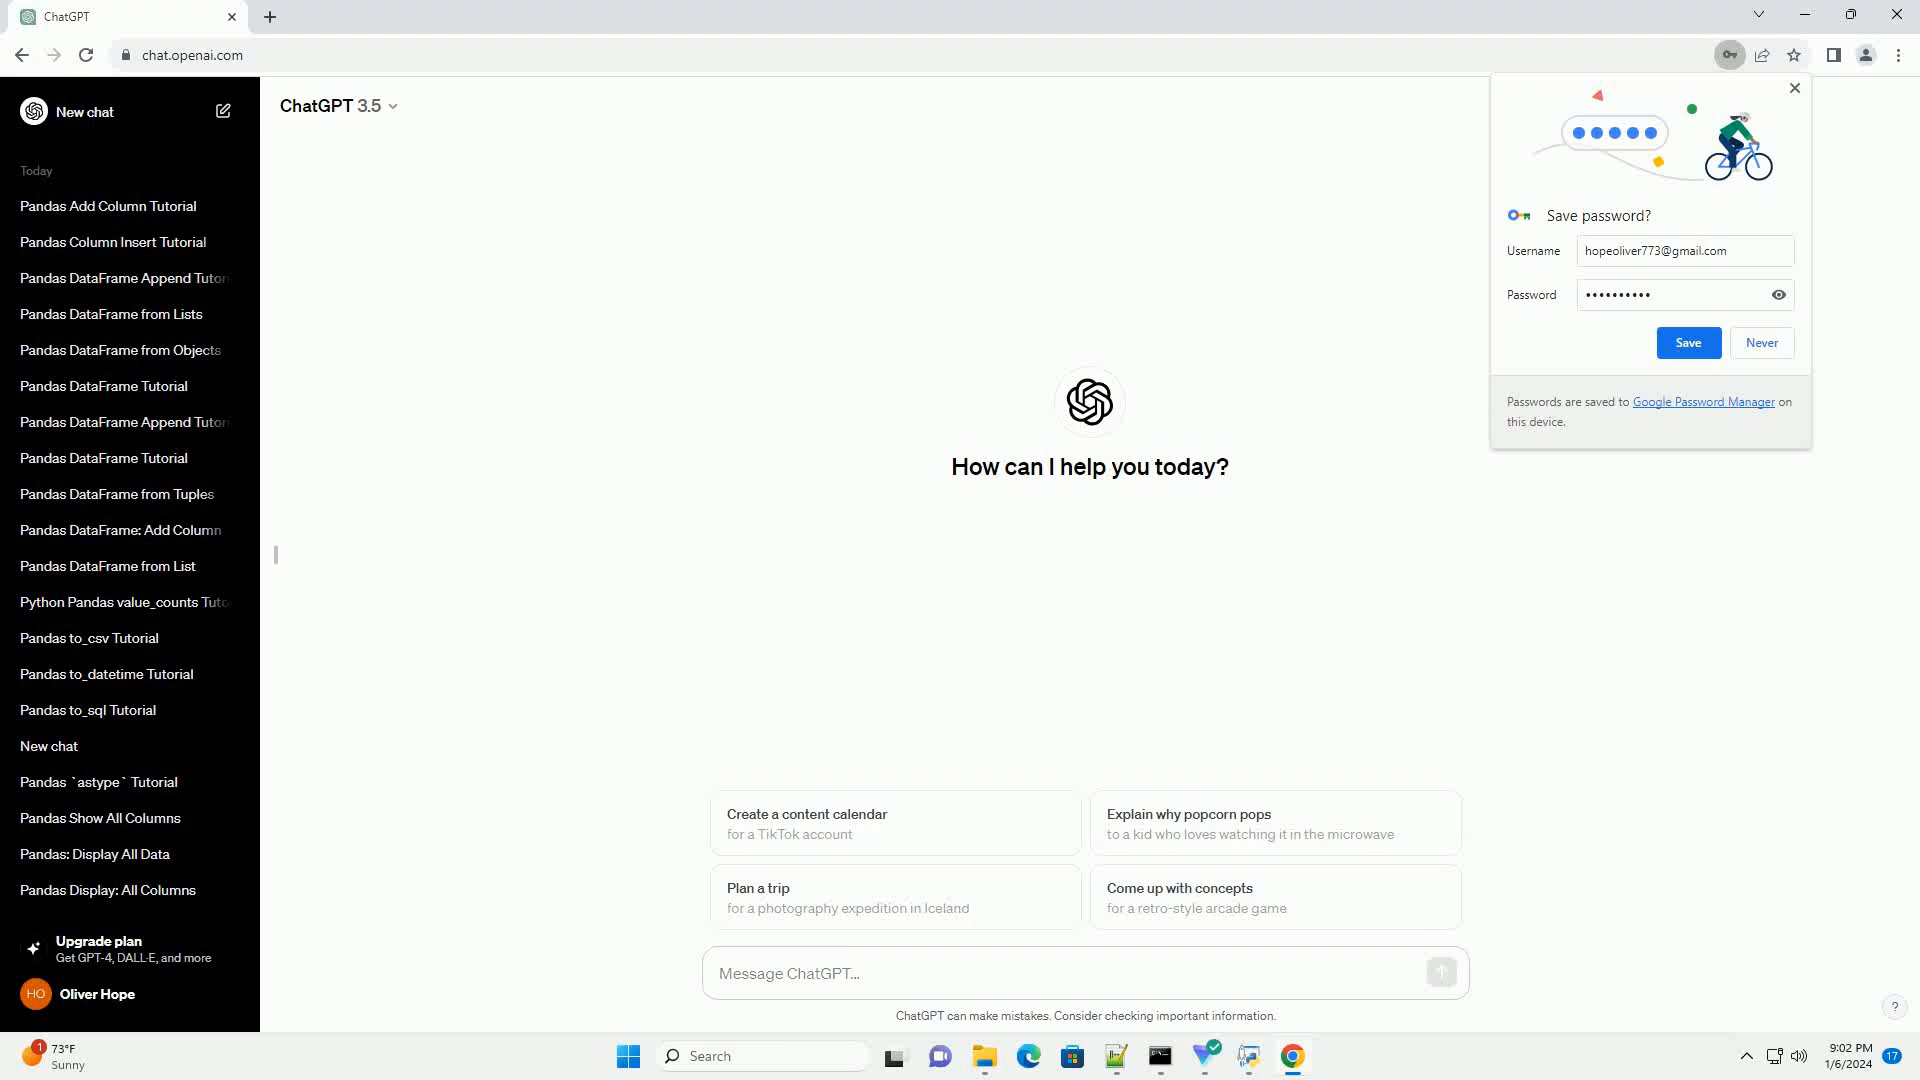 ChatGPT
chat.openai.com
New chat
Today
Pandas Add Column Tutorial
Pandas Column Insert Tutorial
Pandas DataFrame Append Tutor
Pandas DataFrame from Lists
Pandas DataFrame from Objects
Pandas DataFrame Tutorial
Pandas DataFrame Append Tutor
Pandas DataFrame Tutorial
Pandas DataFrame from Tuples
Pandas DataFrame: Add Column
Pandas DataFrame from List
Python Pandas value_counts Tuto
Pandas to_csv Tutorial
Pandas to_datetime Tutorial
Pandas to_sql Tutorial
New chat
Pandas `astype` Tutorial
Pandas Show All Columns
Pandas: Display All Data
Pandas Display: All Columns
Upgrade plan
Get GPT-4, DALL·E, and more
HO Oliver Hope
ChatGPT 3.5
How can I help you today?
Create a content calendar
for a TikTok account
Explain why popcorn pops
to a kid who loves watching it in the microwave
Plan a trip
for a photography expedition in Iceland
Come up with concepts
for a retro-style arcade game
Message ChatGPT...
ChatGPT can make mistakes. Consider checking important information.
?
Save password?
Username hopeoliver773@gmail.com
Password ••••••••••
Save Never
Passwords are saved to Google Password Manager on
this device.
1
73°F
Sunny
Search
9:02 PM
1/6/2024
17